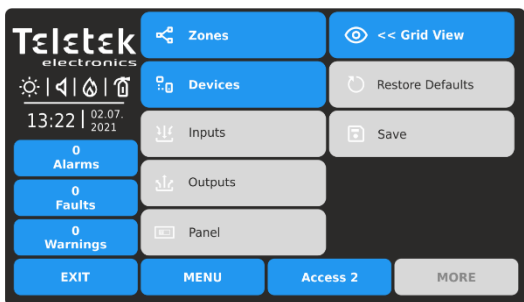 Teletek
electronics
13:22 02.07.
2021
0
Alarms
0
Faults
0
Warnings
EXIT
Zones
Devices
Inputs
Outputs
Panel
<< Grid View
Restore Defaults
Save
MENU
Access 2
MORE